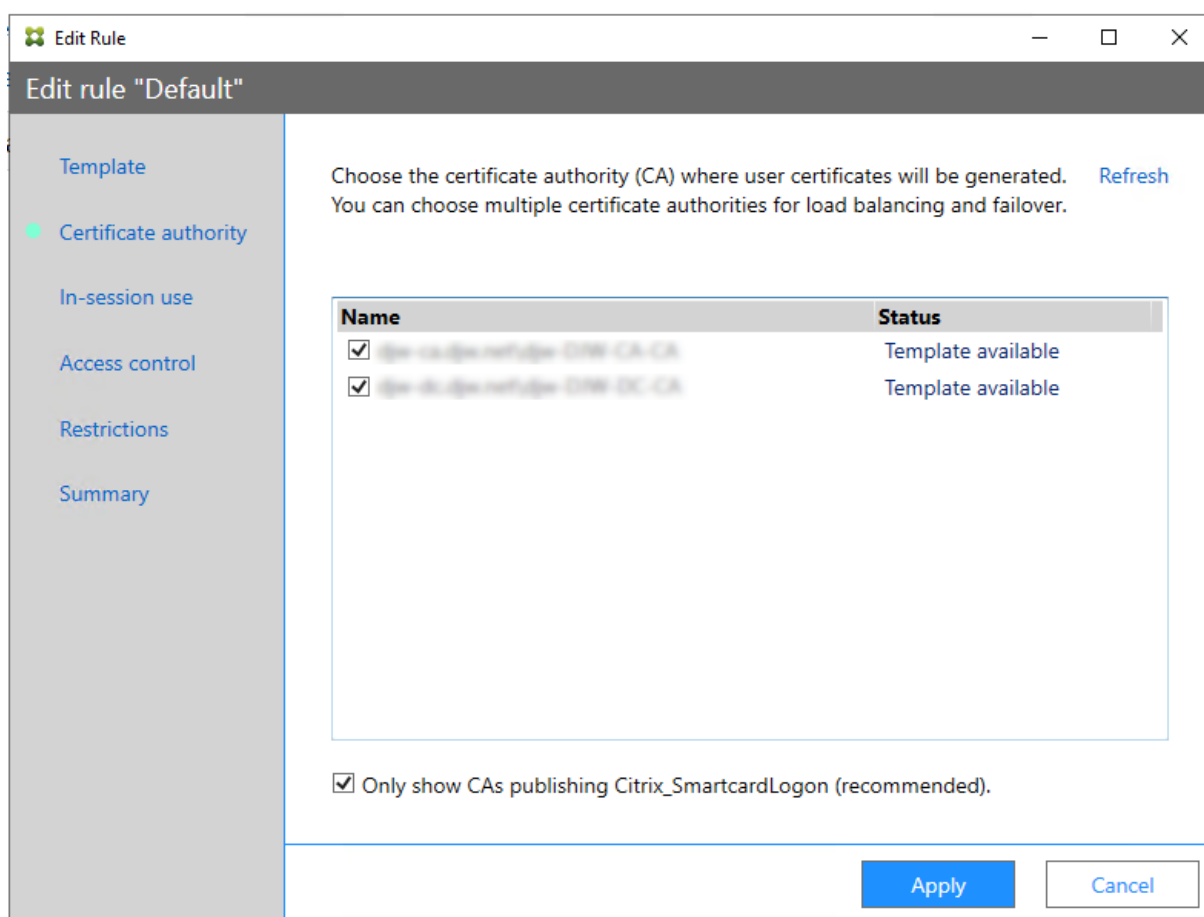 Edit Rule
Edit rule "Default"
Template
Certificate authority
In-session use
Access control
Restrictions
Summary
Choose the certificate authority (CA) where user certificates will be generated.
You can choose multiple certificate authorities for load balancing and failover.
Refresh
Name Status
Template available
Template available
Only show CAs publishing Citrix_SmartcardLogon (recommended).
Apply Cancel